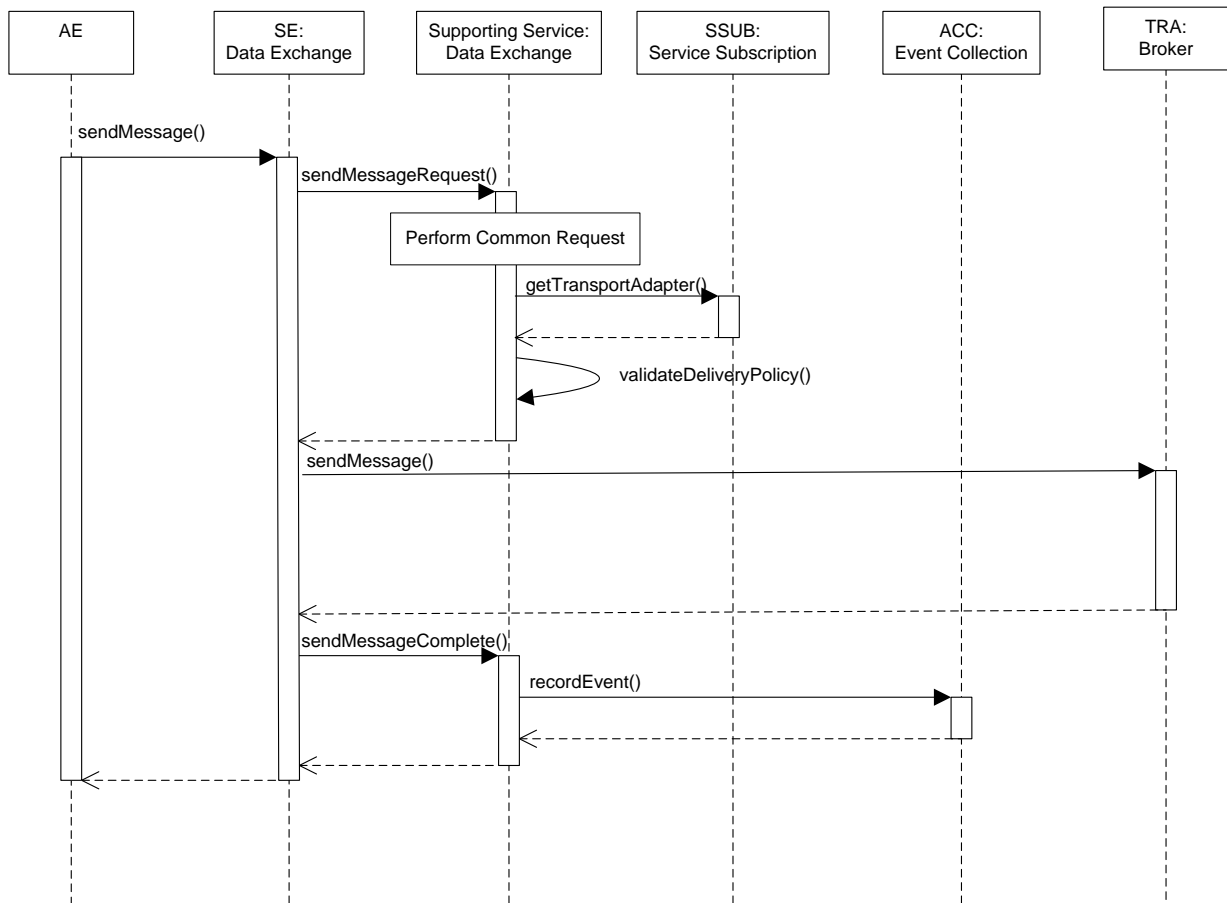 AE
SE:
Data Exchange
Supporting Service:
Data Exchange
SSUB:
Service Subscription
ACC:
Event Collection
TRA:
Broker
sendMessage()
sendMessageRequest()
Perform Common Request
getTransportAdapter()
validateDeliveryPolicy()
sendMessage()
sendMessageComplete()
recordEvent()